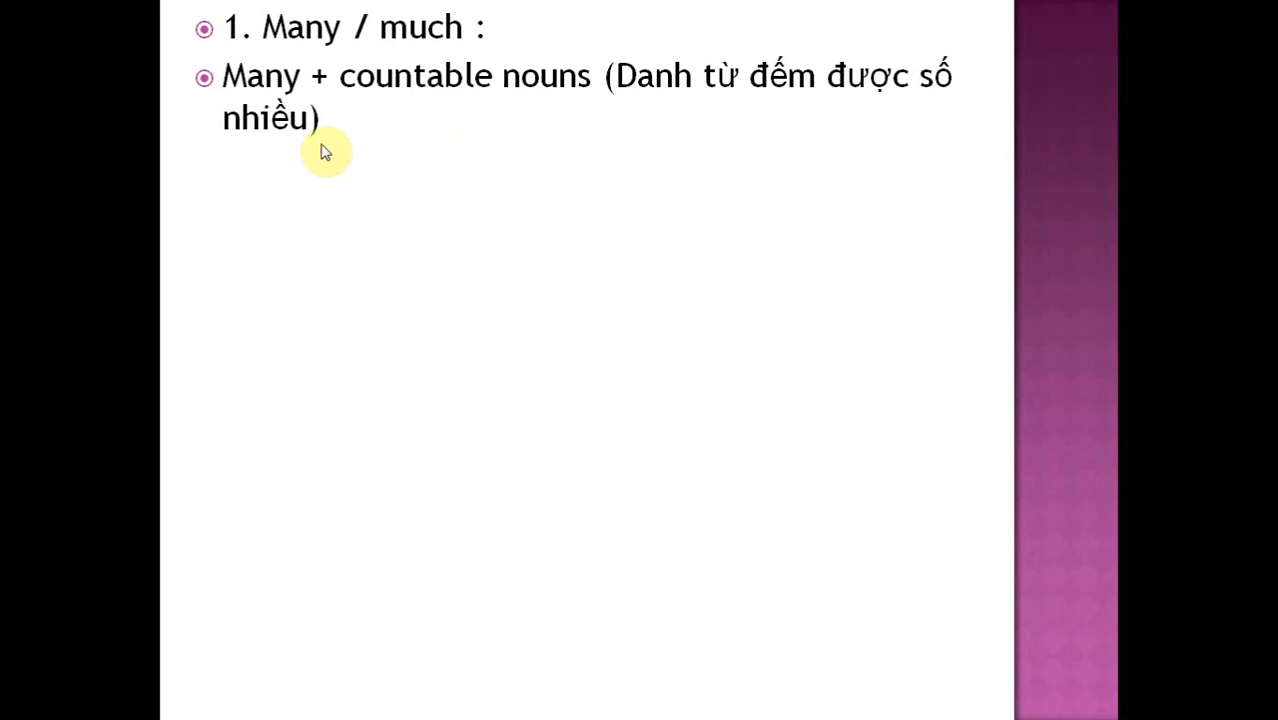 1. Many / much :
Many + countable nouns (Danh từ đếm được số
nhiều)